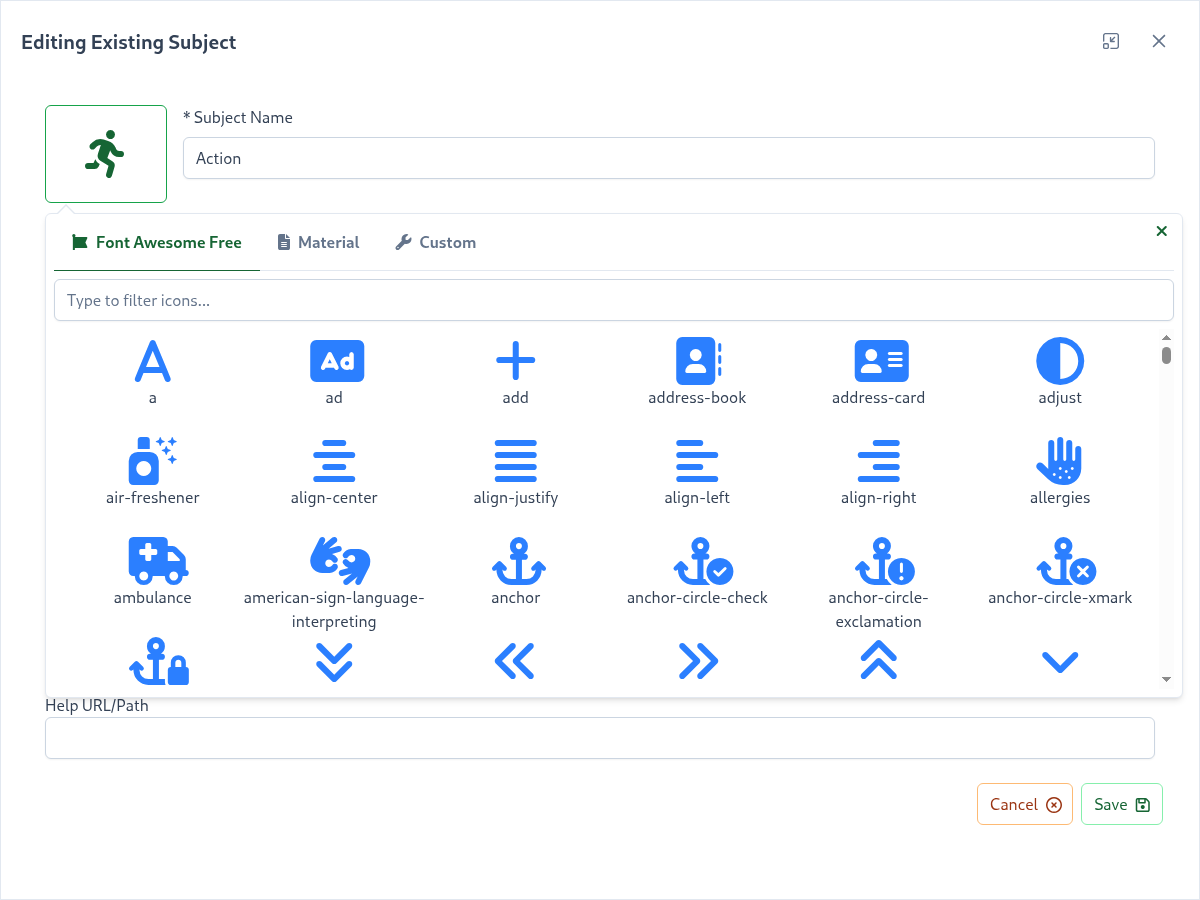 Editing Existing Subject
* Subject Name
Action
Font Awesome Free
Material
Custom
Type to filter icons...
a
Ad
ad
add
address-book
address-card
adjust
air-freshener
align-center
align-justify
align-left
align-right
allergies
ambulance
american-sign-language-
interpreting
anchor
anchor-circle-check
anchor-circle-
exclamation
anchor-circle-xmark
Help URL/Path
Cancel
Save